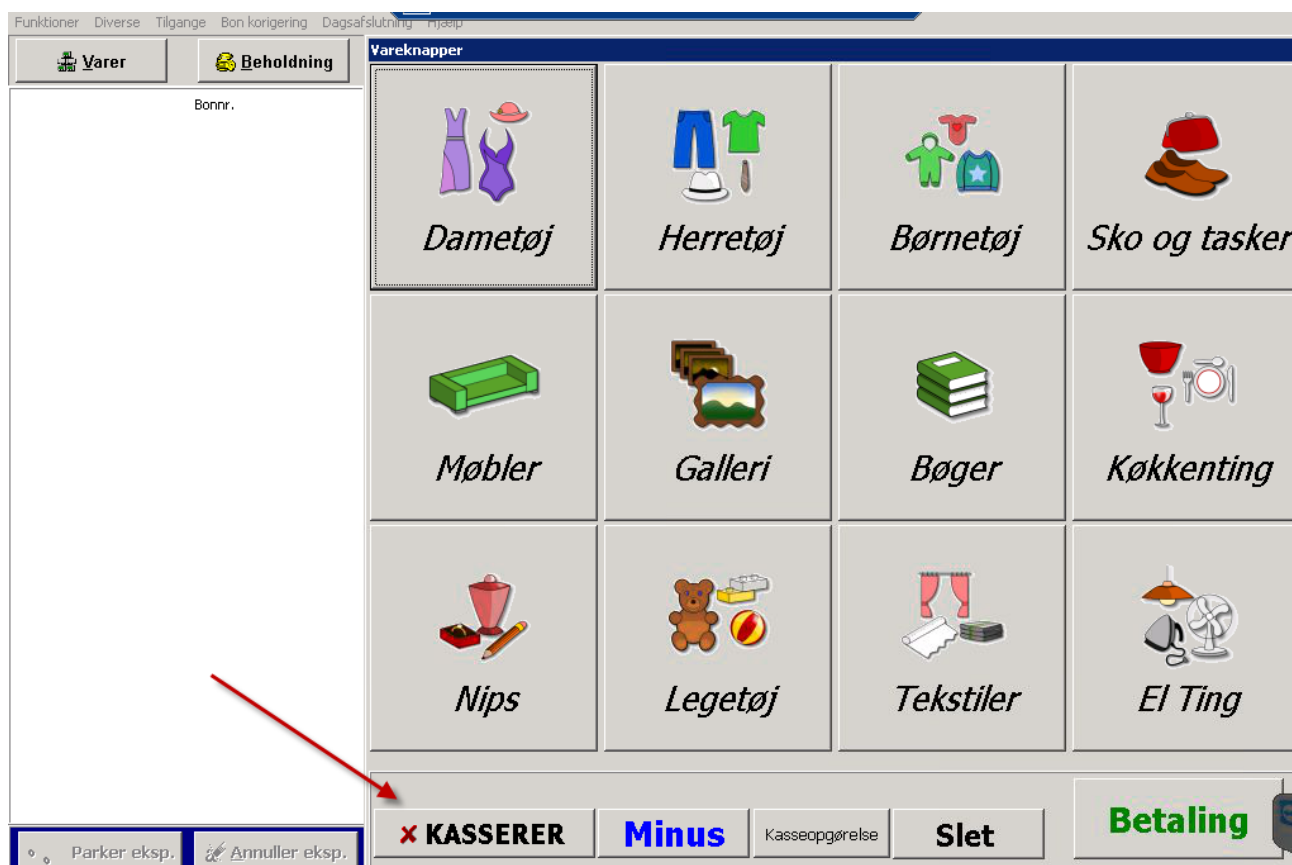 Funktioner Diverse Tilgange Bon korigering Dagsafslutning Hjælp
Varer Beholdning
Vareknapper
Bonnr.
Dametøj Herretøj Børnetøj Sko og tasker
Møbler Galleri Bøger Køkkenting
Nips Legetøj Tekstiler El Ting
KASSERER Minus Kasseopgørelse Slet Betaling
Parker eksp. Annuller eksp.